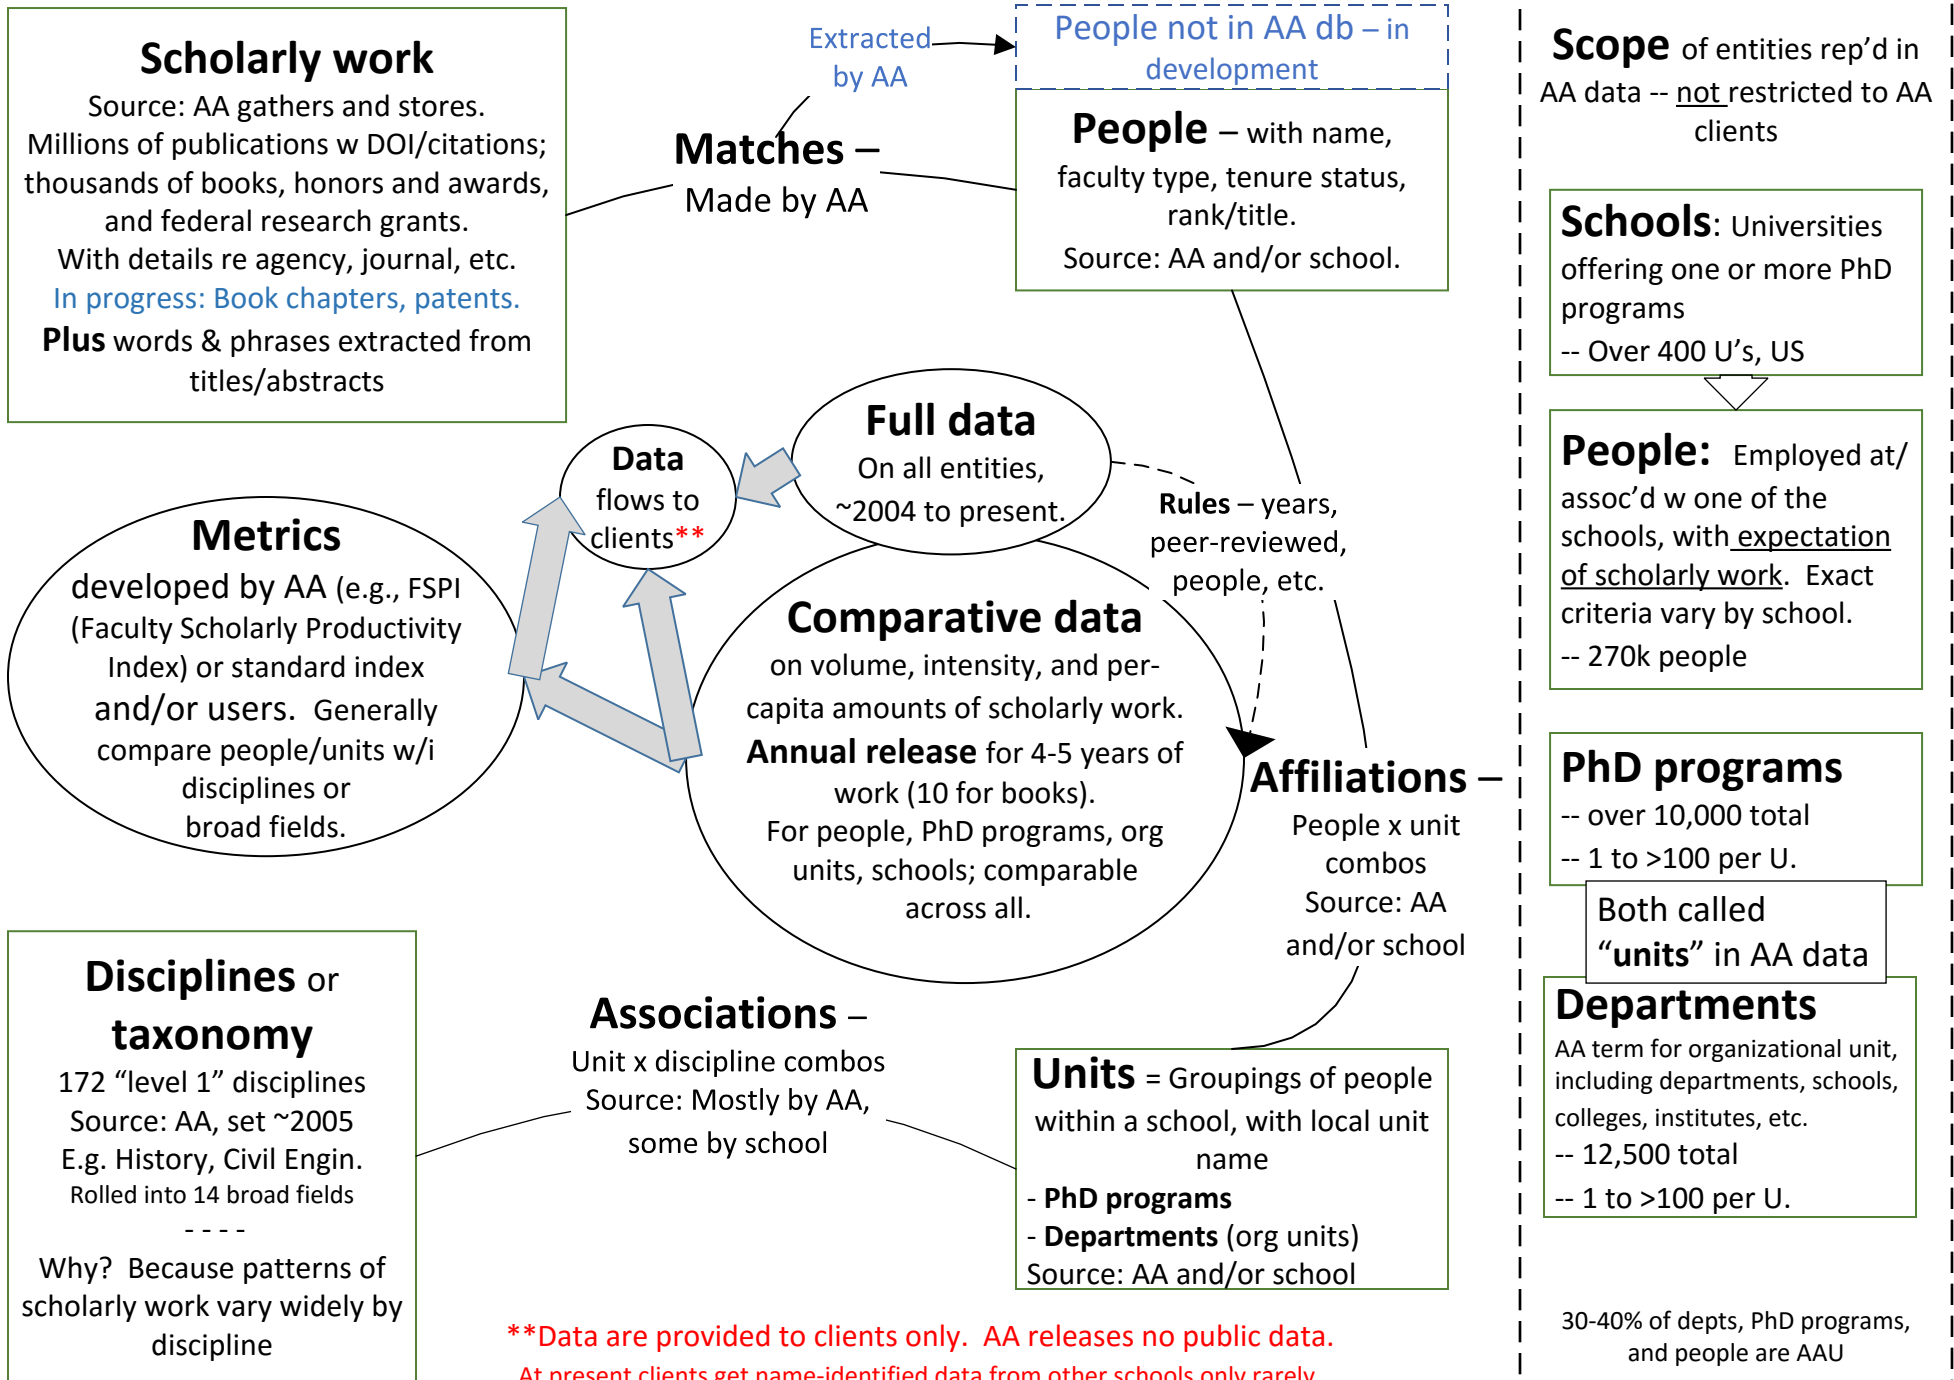 Scholarly work
Source: AA gathers and stores.
Millions of publications w DOI/citations;
thousands of books, honors and awards,
and federal research grants.
With details re agency, journal, etc.
In progress: Book chapters, patents.
Plus words & phrases extracted from
titles/abstracts
Extracted
by AA
People not in AA db – in
development
Matches –
Made by AA
People – with name,
faculty type, tenure status,
rank/title.
Source: AA and/or school.
Full data
On all entities,
~2004 to present.
Data
flows to
clients**
Rules – years,
peer-reviewed,
people, etc.
Metrics
developed by AA (e.g., FSPI
(Faculty Scholarly Productivity
Index) or standard index
and/or users. Generally
compare people/units w/i
disciplines or
broad fields.
Comparative data
on volume, intensity, and per-
capita amounts of scholarly work.
Annual release for 4-5 years of
work (10 for books).
For people, PhD programs, org
units, schools; comparable
across all.
Affiliations –
People x unit
combos
Source: AA
and/or school
Disciplines or
taxonomy
172 “level 1” disciplines
Source: AA, set ~2005
E.g. History, Civil Engin.
Rolled into 14 broad fields
- - - -
Why? Because patterns of
scholarly work vary widely by
discipline
Associations –
Unit x discipline combos
Source: Mostly by AA,
some by school
Units = Groupings of people
within a school, with local unit
name
- PhD programs
- Departments (org units)
Source: AA and/or school
**Data are provided to clients only. AA releases no public data.
At present clients get name-identified data from other schools only rarely
Scope of entities rep’d in
AA data -- not restricted to AA
clients
Schools: Universities
offering one or more PhD
programs
-- Over 400 U’s, US
People: Employed at/
assoc’d w one of the
schools, with expectation
of scholarly work. Exact
criteria vary by school.
-- 270k people
PhD programs
-- over 10,000 total
-- 1 to >100 per U.
Both called
“units” in AA data
Departments
AA term for organizational unit,
including departments, schools,
colleges, institutes, etc.
-- 12,500 total
-- 1 to >100 per U.
30-40% of depts, PhD programs,
and people are AAU